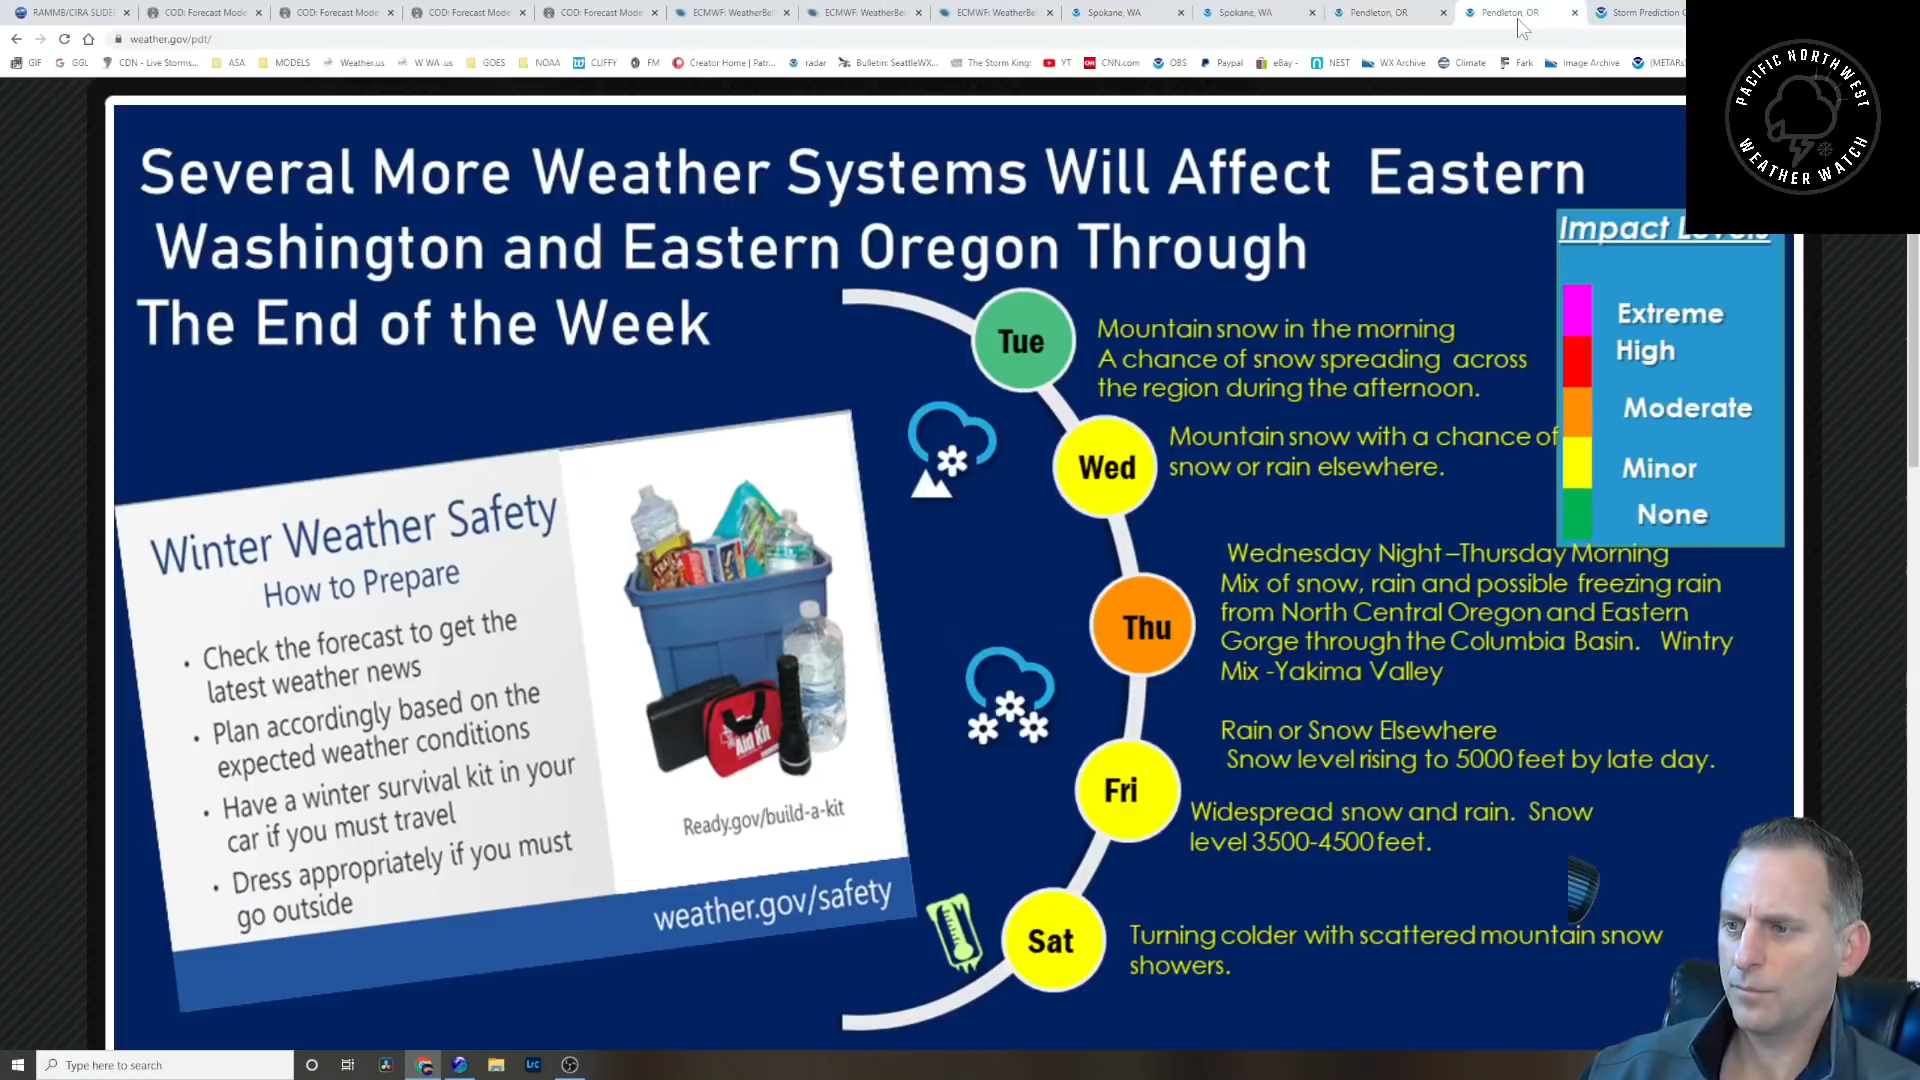 RAMMB/CIRA SLIDE
COD: Forecast Mode
COD: Forecast Mode
COD: Forecast Mode
COD: Forecast Mode
ECMWF: WeatherBel
ECMWF: WeatherBel
ECMWF: WeatherBel
Spokane, WA
Spokane, WA
Pendleton, OR
Pendleton, OR
Storm Prediction C
weather.gov/pdt/
GIF
GGL
CDN - Live Storms...
ASA
MODELS
Weather.us
W WA.us
GOES
NOAA
CLIFFY
FM
Creator Home | Patr...
radar
Bulletin: SeattleWX...
The Storm King:
YT
CNN.com
OBS
Paypal
eBay -
NEST
WX Archive
Climate
Fark
Image Archive
(METARs
PACIFIC NORTHWEST
WEATHER WATCH
Several More Weather Systems Will Affect Eastern
Washington and Eastern Oregon Through
The End of the Week
Impact Levels
Extreme
High
Moderate
Minor
None
Tue
Mountain snow in the morning
A chance of snow spreading across
the region during the afternoon.
Wed
Mountain snow with a chance of
snow or rain elsewhere.
Thu
Wednesday Night –Thursday Morning
Mix of snow, rain and possible freezing rain
from North Central Oregon and Eastern
Gorge through the Columbia Basin. Wintry
Mix -Yakima Valley
Rain or Snow Elsewhere
Snow level rising to 5000 feet by late day.
Fri
Widespread snow and rain. Snow
level 3500-4500 feet.
Sat
Turning colder with scattered mountain snow
showers.
Winter Weather Safety
How to Prepare
• Check the forecast to get the
latest weather news
• Plan accordingly based on the
expected weather conditions
• Have a winter survival kit in your
car if you must travel
• Dress appropriately if you must
go outside
Aid Kit
Ready.gov/build-a-kit
weather.gov/safety
Type here to search
LrC